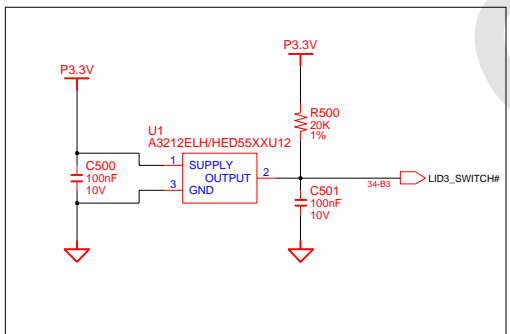 P3.3V
P3.3V
R500
20K
1%
U1
A3212ELH/HED55XXU12
C500
100nF
10V
1 SUPPLY
OUTPUT 2
3 GND
34-B3
LID3_SWITCH#
C501
100nF
10V